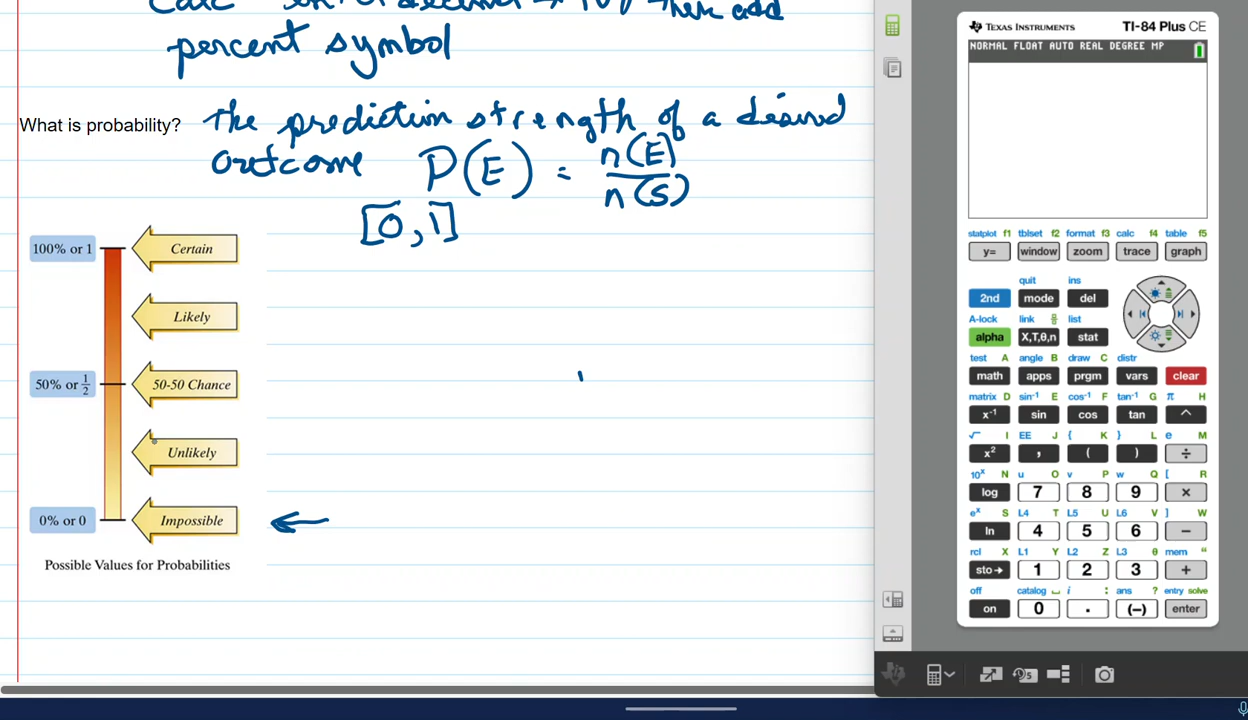 then add
percent symbol
What is probability? The prediction strength of a desired
outcome P(E) = n(E)/n(S)
[0,1]
100% or 1 Certain
Likely
50% or 1/2 50-50 Chance
Unlikely
0% or 0 Impossible
Possible Values for Probabilities
TEXAS INSTRUMENTS TI-84 Plus CE
NORMAL FLOAT AUTO REAL DEGREE MP
statplot f1 tblset f2 format f3 calc f4 table f5
y= window zoom trace graph
quit ins
2nd mode del
A-lock link list
alpha X,T,θ,n stat
test A angle B draw C distr
math apps prgm vars clear
matrix D sin⁻¹ E cos⁻¹ F tan⁻¹ G π H
x⁻¹ sin cos tan ^
√ I EE J { K } L e M
x² , ( ) ÷
10ˣ N u O v P w Q [ R
log 7 8 9 ×
eˣ S L4 T L5 U L6 V ] W
ln 4 5 6 −
rcl X L1 Y L2 Z L3 θ mem "
sto→ 1 2 3 +
off catalog i : ans ? entry solve
on 0 . (−) enter